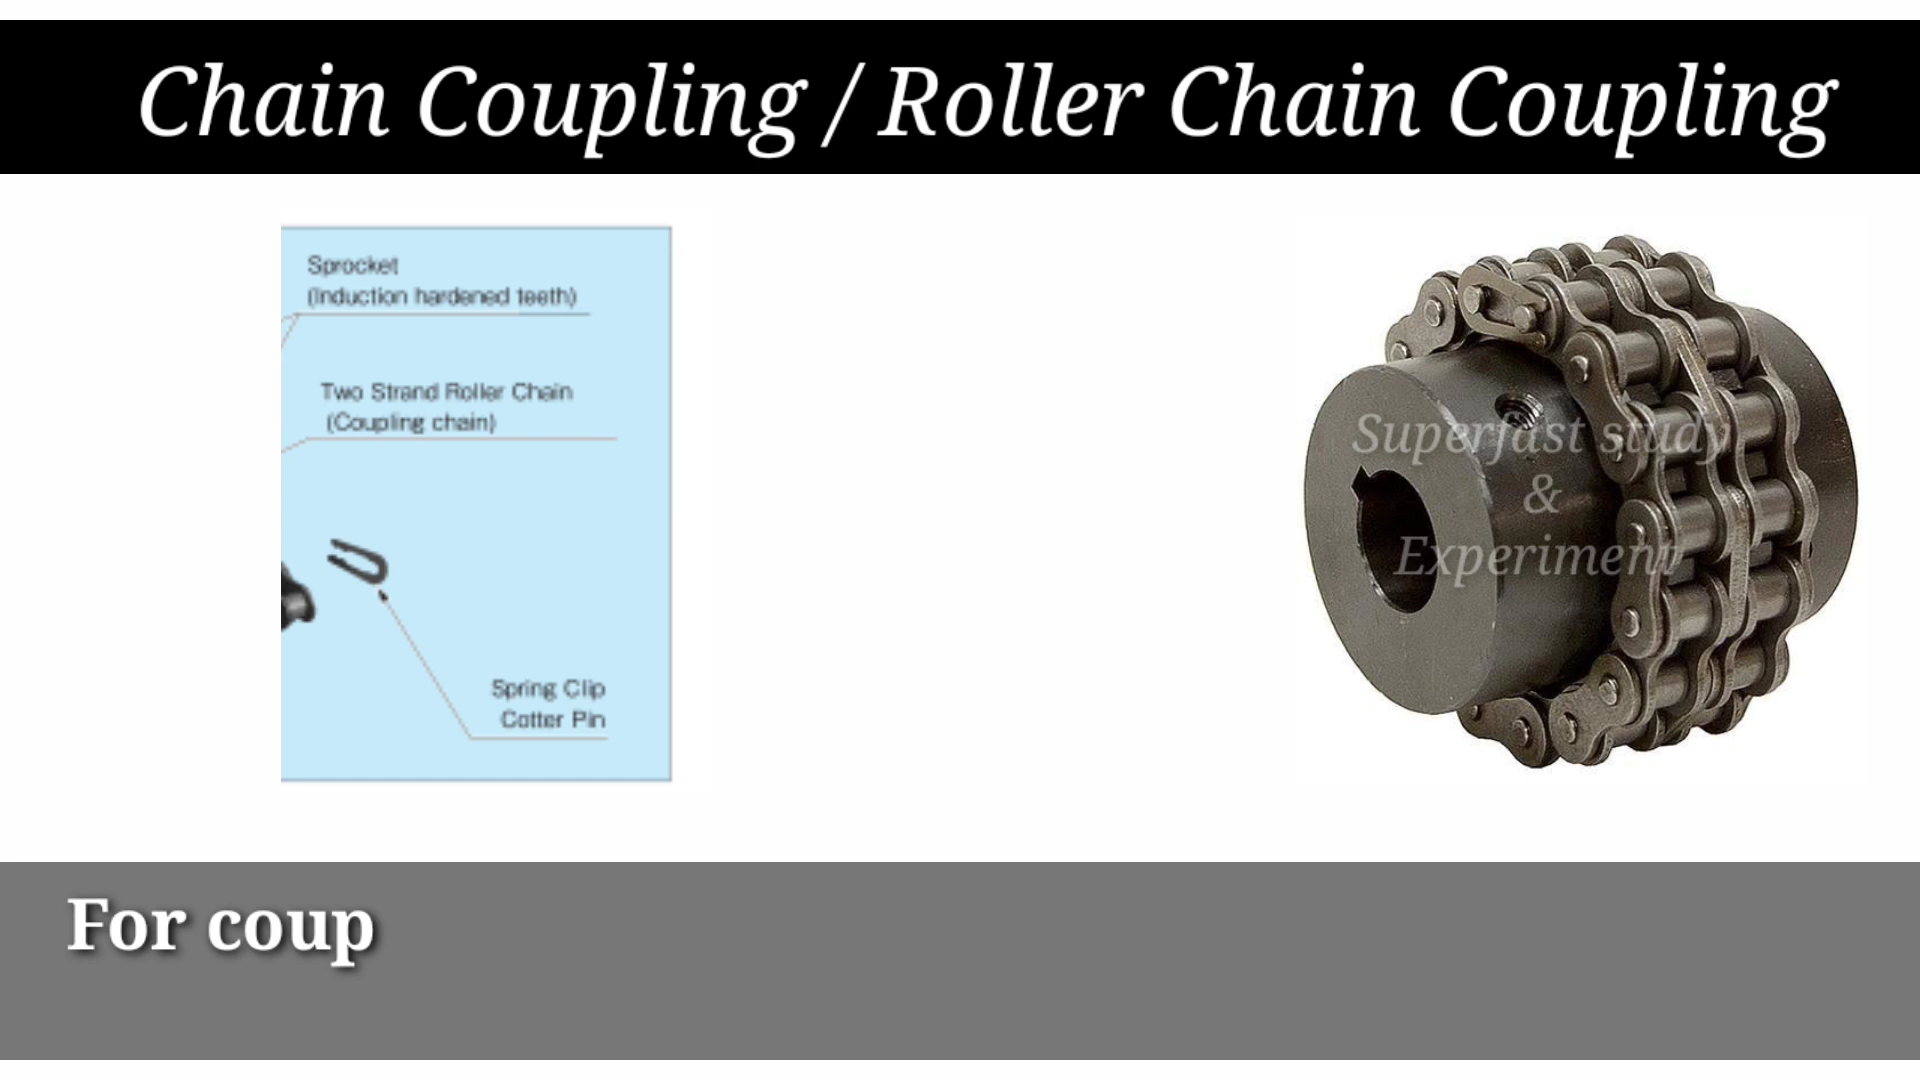 Chain Coupling / Roller Chain Coupling
Sprocket
(Induction hardened teeth)
Two Strand Roller Chain
(Coupling chain)
Spring Clip
Cotter Pin
Superfast study
&
Experiment
For coup